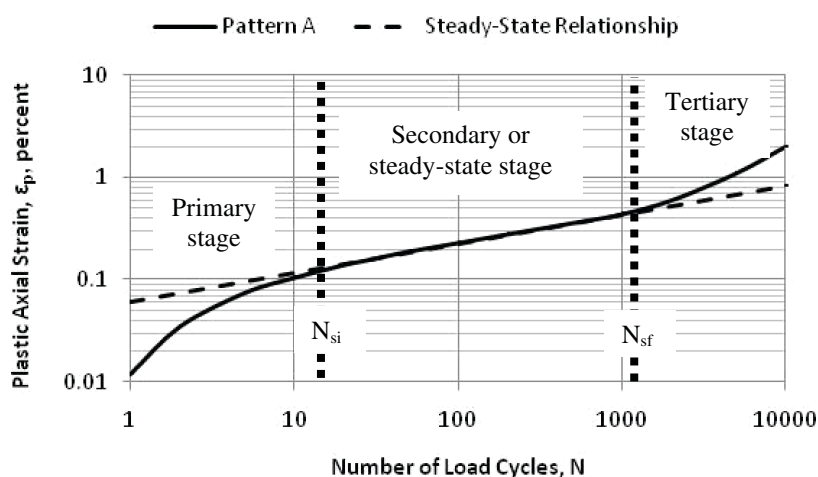 Pattern A
Steady-State Relationship
10
1
0.1
0.01
Plastic Axial Strain, εp, percent
Primary
stage
Secondary or
steady-state stage
Tertiary
stage
Nsi
Nsf
1
10
100
1000
10000
Number of Load Cycles, N